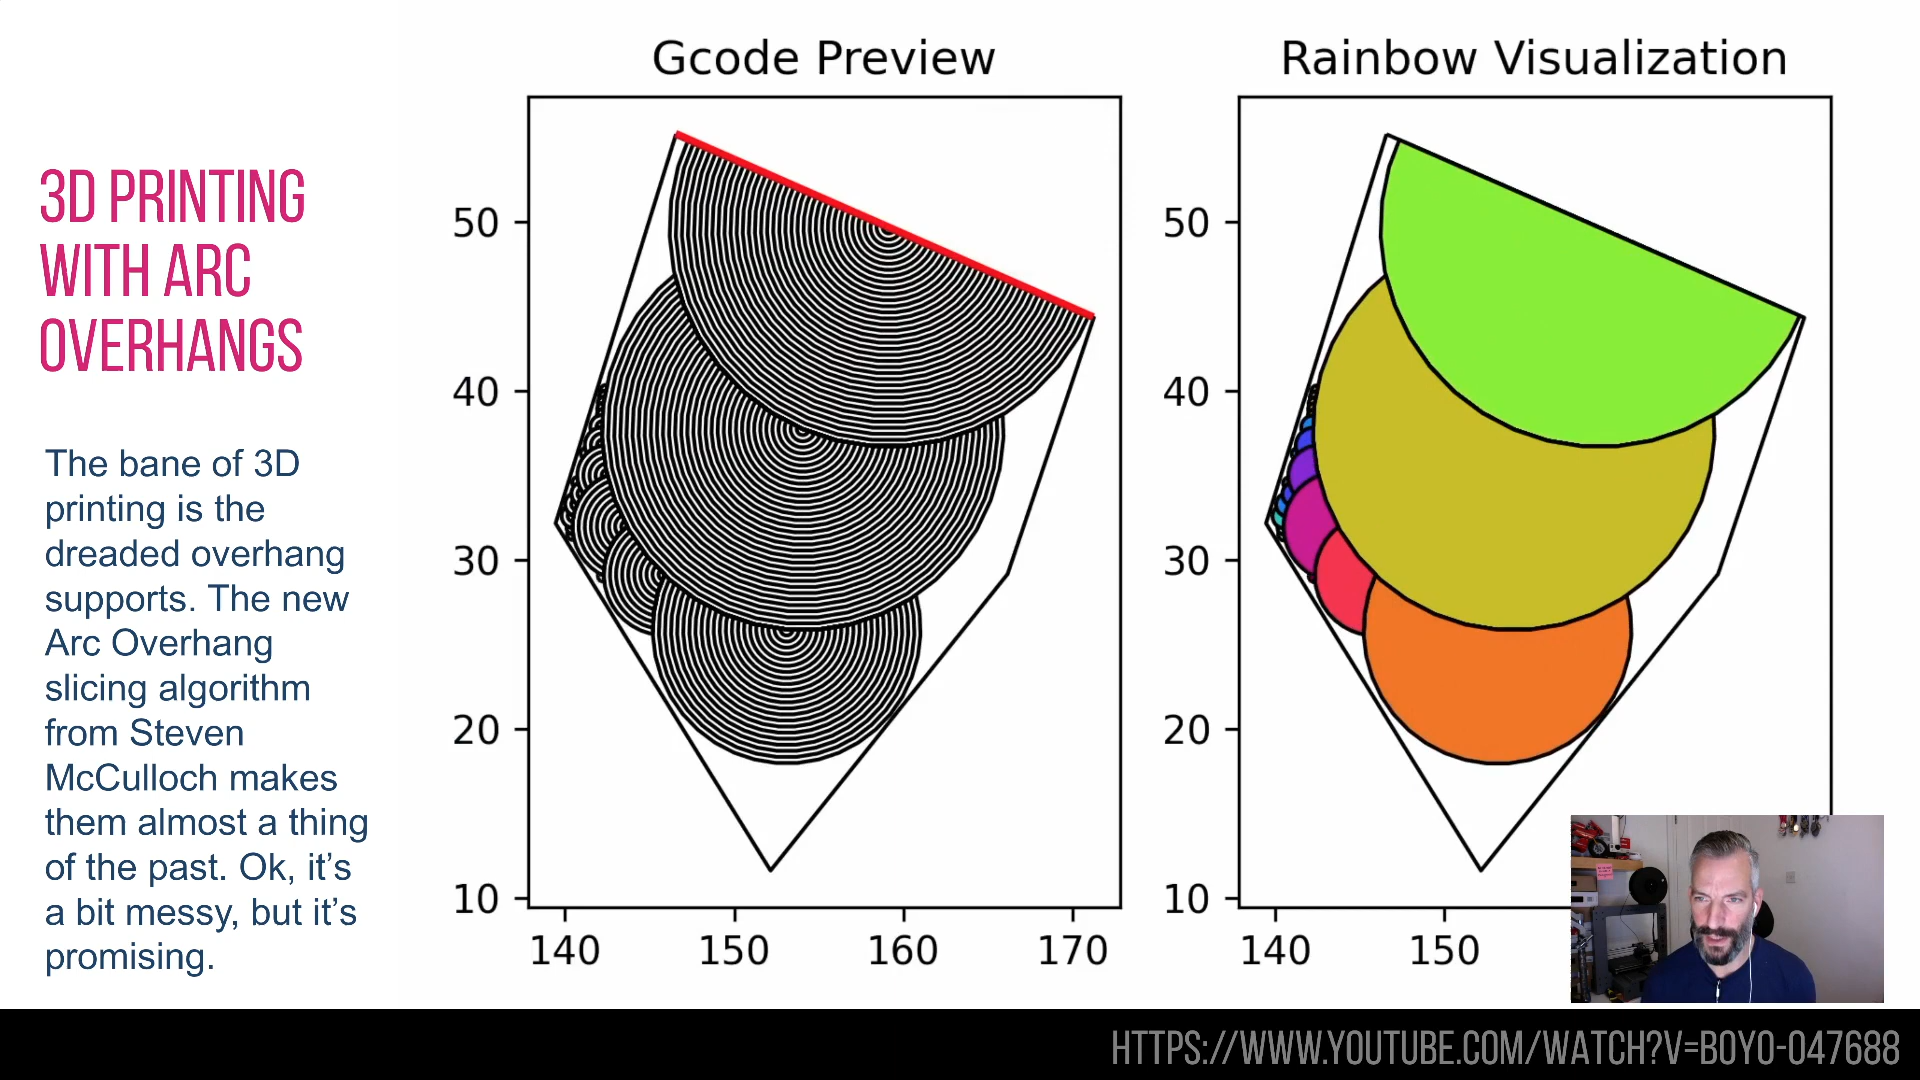 3D PRINTING
WITH ARC
OVERHANGS
The bane of 3D
printing is the
dreaded overhang
supports. The new
Arc Overhang
slicing algorithm
from Steven
McCulloch makes
them almost a thing
of the past. Ok, it’s
a bit messy, but it’s
promising.
Gcode Preview
50
40
30
20
10
140 150 160 170
Rainbow Visualization
50
40
30
20
10
140 150
HTTPS://WWW.YOUTUBE.COM/WATCH?V=B0YO-047688